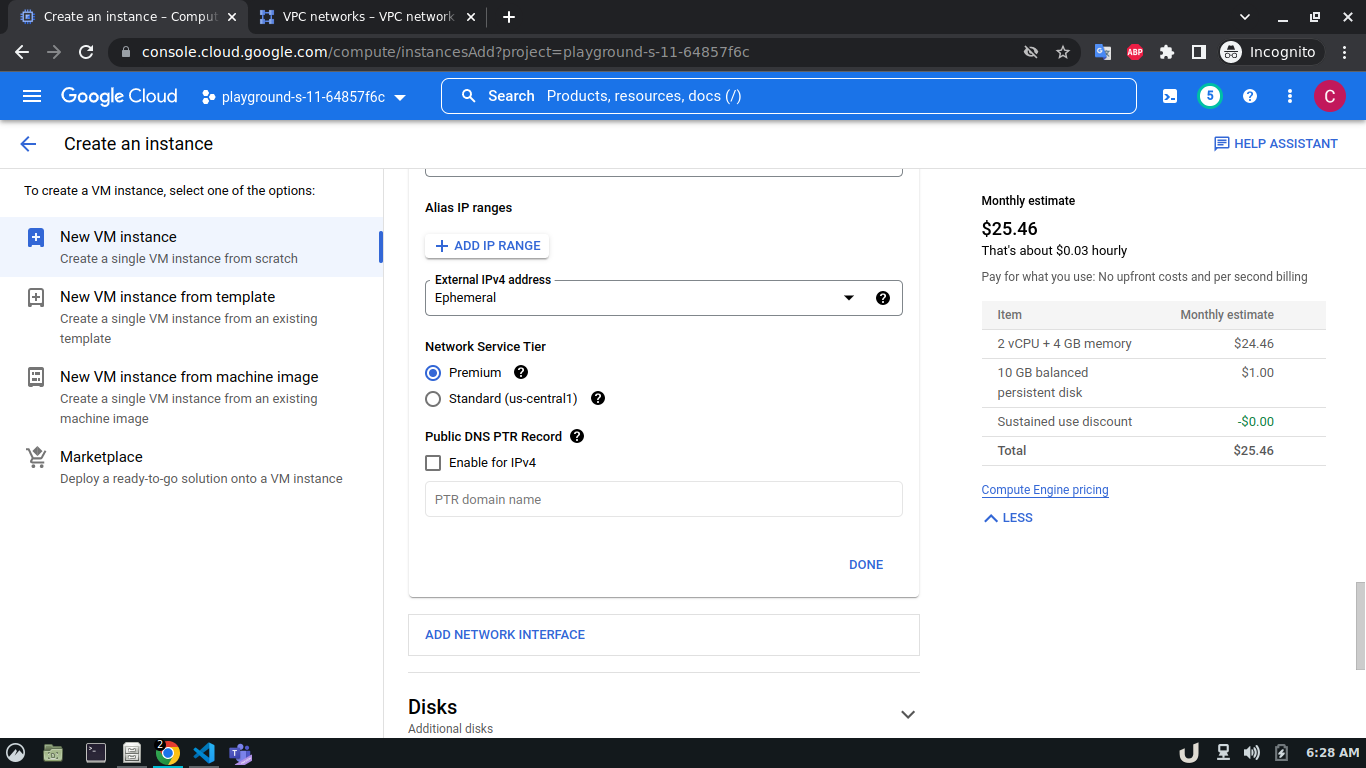 Create an instance – Comput
VPC networks – VPC network
console.cloud.google.com/compute/instancesAdd?project=playground-s-11-64857f6c
ABP
Incognito
Google Cloud
playground-s-11-64857f6c
Search Products, resources, docs (/)
5
C
Create an instance
HELP ASSISTANT
To create a VM instance, select one of the options:
New VM instance
Create a single VM instance from scratch
New VM instance from template
Create a single VM instance from an existing
template
New VM instance from machine image
Create a single VM instance from an existing
machine image
Marketplace
Deploy a ready-to-go solution onto a VM instance
Alias IP ranges
ADD IP RANGE
External IPv4 address
Ephemeral
Network Service Tier
Premium
Standard (us-central1)
Public DNS PTR Record
Enable for IPv4
PTR domain name
DONE
ADD NETWORK INTERFACE
Disks
Additional disks
Monthly estimate
$25.46
That's about $0.03 hourly
Pay for what you use: No upfront costs and per second billing
Item Monthly estimate
2 vCPU + 4 GB memory $24.46
10 GB balanced $1.00
persistent disk
Sustained use discount -$0.00
Total $25.46
Compute Engine pricing
LESS
2
6:28 AM